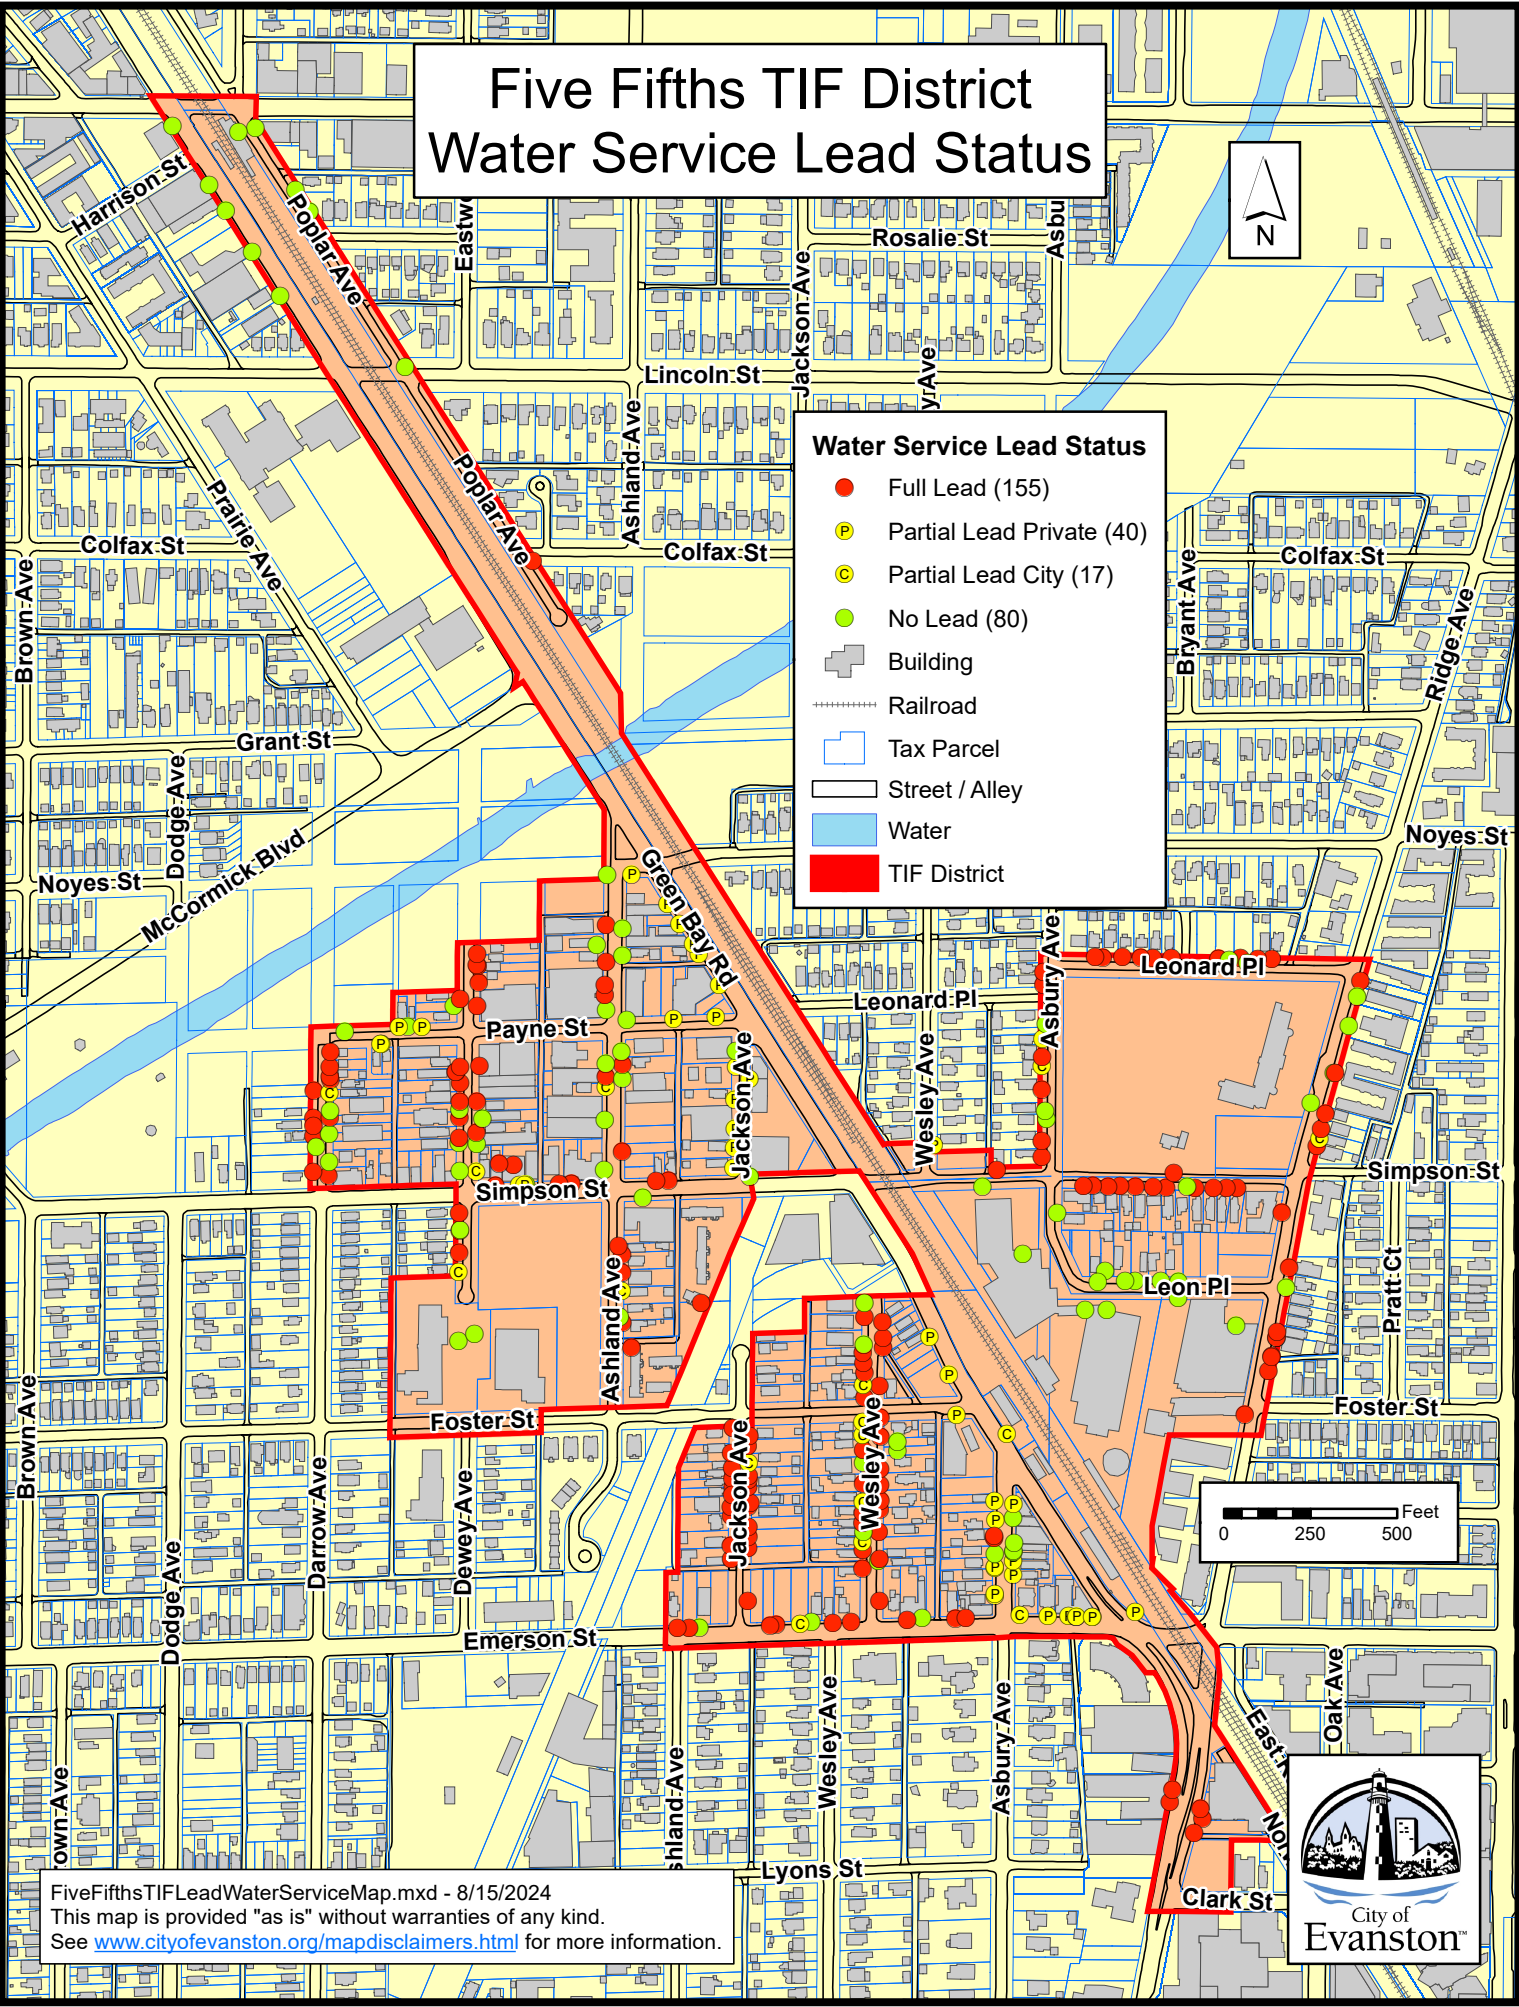 Five Fifths TIF District
Water Service Lead Status
N
Harrison St
Poplar Ave
Rosalie St
Jackson Ave
Lincoln St
Ashland Ave
Water Service Lead Status
Full Lead (155)
P Partial Lead Private (40)
C Partial Lead City (17)
No Lead (80)
Building
Railroad
Tax Parcel
Street / Alley
Water
TIF District
Poplar Ave
Prairie Ave
Colfax St
Colfax St
Colfax St
Brown Ave
Bryant Ave
Ridge Ave
Grant St
Dodge Ave
McCormick Blvd
Noyes St
Noyes St
Green Bay Rd
Leonard Pl
Leonard Pl
Asbury Ave
Payne St
Jackson Ave
Wesley Ave
Simpson St
Simpson St
Leon Pl
Pratt Ct
Ashland Ave
Brown Ave
Foster St
Foster St
Darrow Ave
Dewey Ave
Dodge Ave
Jackson Ave
Wesley Ave
Feet
0 250 500
Emerson St
Wesley Ave
Asbury Ave
Oak Ave
Lyons St
Clark St
FiveFifthsTIFLeadWaterServiceMap.mxd - 8/15/2024
This map is provided "as is" without warranties of any kind.
See www.cityofevanston.org/mapdisclaimers.html for more information.
City of
Evanston™